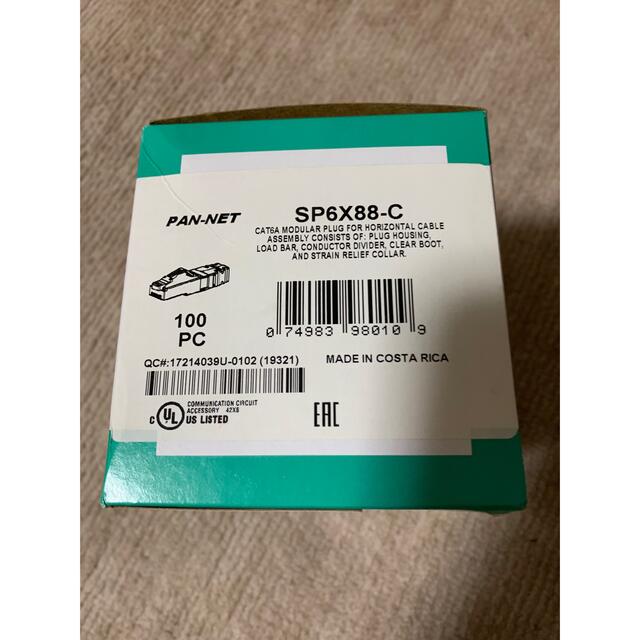 PAN-NET
SP6X88-C
CAT6A MODULAR PLUG FOR HORIZONTAL CABLE
ASSEMBLY CONSISTS OF: PLUG HOUSING,
LOAD BAR, CONDUCTOR DIVIDER, CLEAR BOOT,
AND STRAIN RELIEF COLLAR.
100
PC
0 74983 98010 9
QC#:17214039U-0102 (19321)
MADE IN COSTA RICA
C UL US LISTED
COMMUNICATION CIRCUIT
ACCESSORY 42X6
EAC